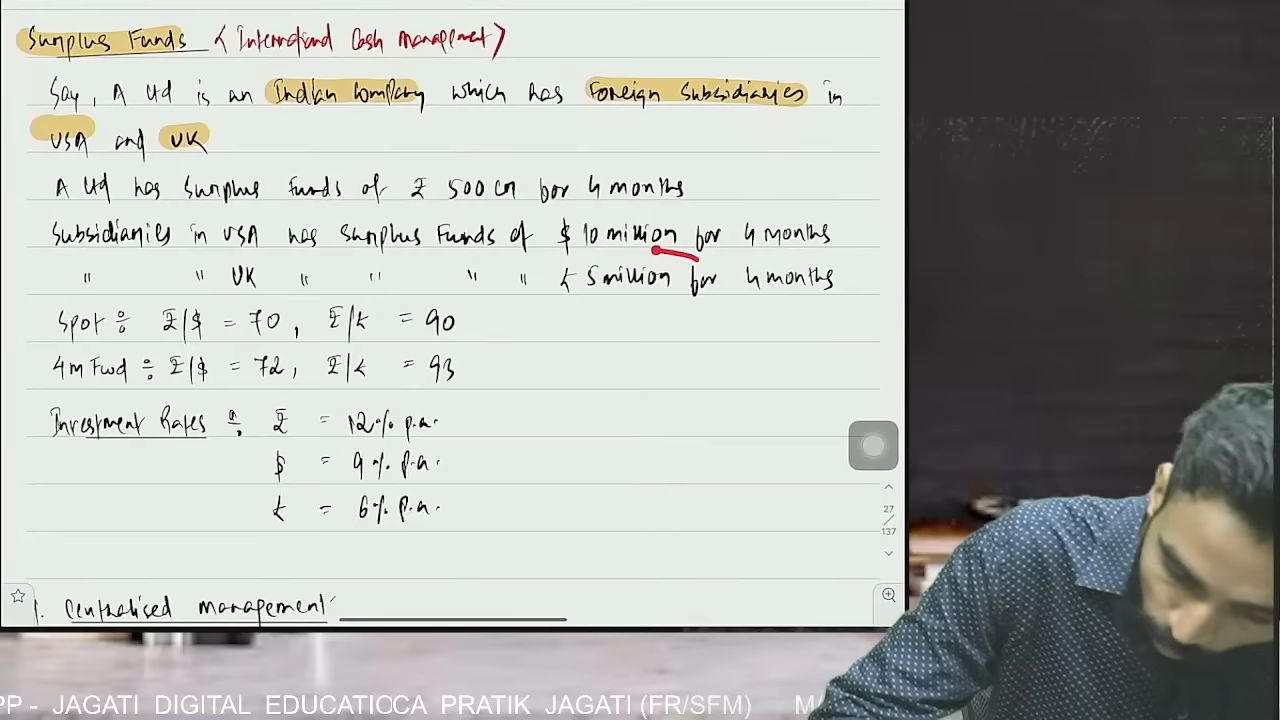 Surplus Funds < International Cash Management >
Say, A Ltd is an Indian Company which has Foreign Subsidiaries in
USA and UK
A Ltd has Surplus Funds of ₹ 500 cr for 4 months
Subsidiaries in USA has Surplus Funds of $ 10 million for 4 months
" " UK " " " " £ 5 million for 4 months
Spot : ₹/$ = 70, ₹/£ = 90
4m Fwd : ₹/$ = 72, ₹/£ = 93
Investment Rates : ₹ = 12% p.a.
$ = 9% p.a.
£ = 6% p.a.
27
/
137
1. Centralised management
PP - JAGATI DIGITAL EDUCATIOCA PRATIK JAGATI (FR/SFM)